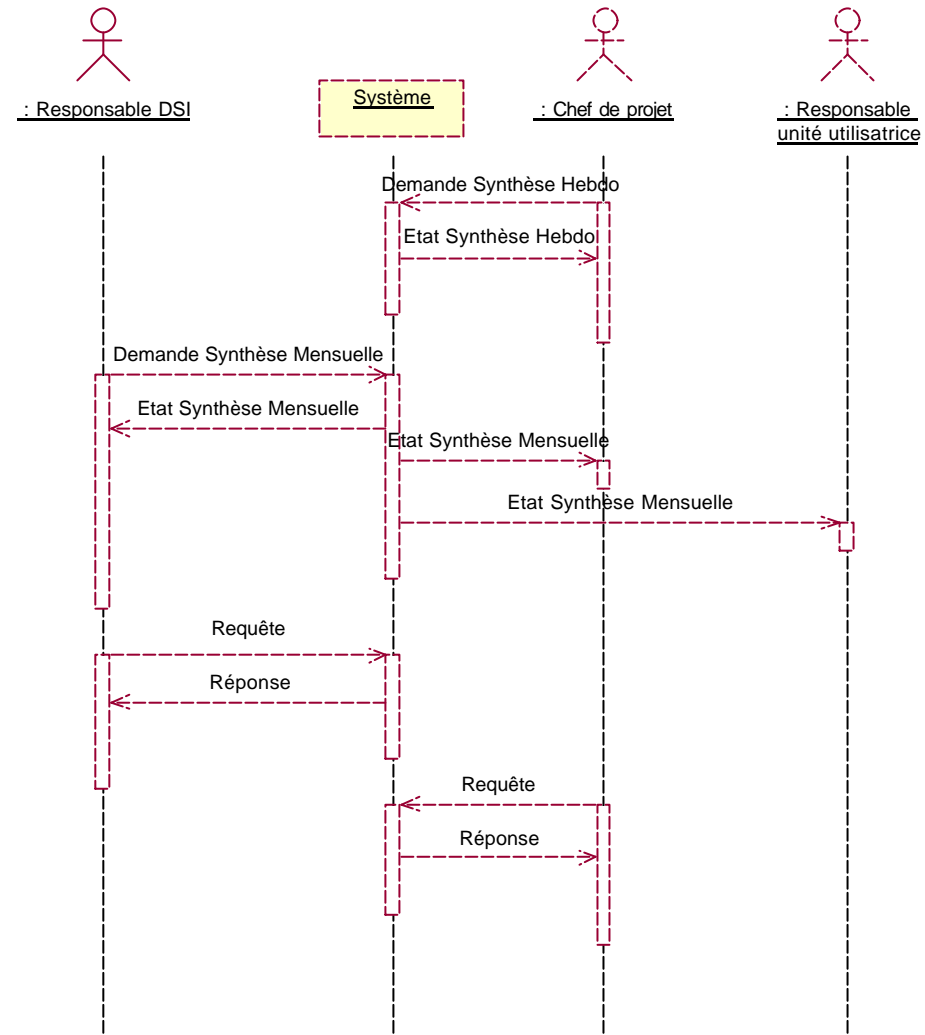 : Responsable DSI
Système
: Chef de projet
: Responsable
unité utilisatrice
Demande Synthèse Hebdo
Etat Synthèse Hebdo
Demande Synthèse Mensuelle
Etat Synthèse Mensuelle
Etat Synthèse Mensuelle
Etat Synthèse Mensuelle
Requête
Réponse
Requête
Réponse